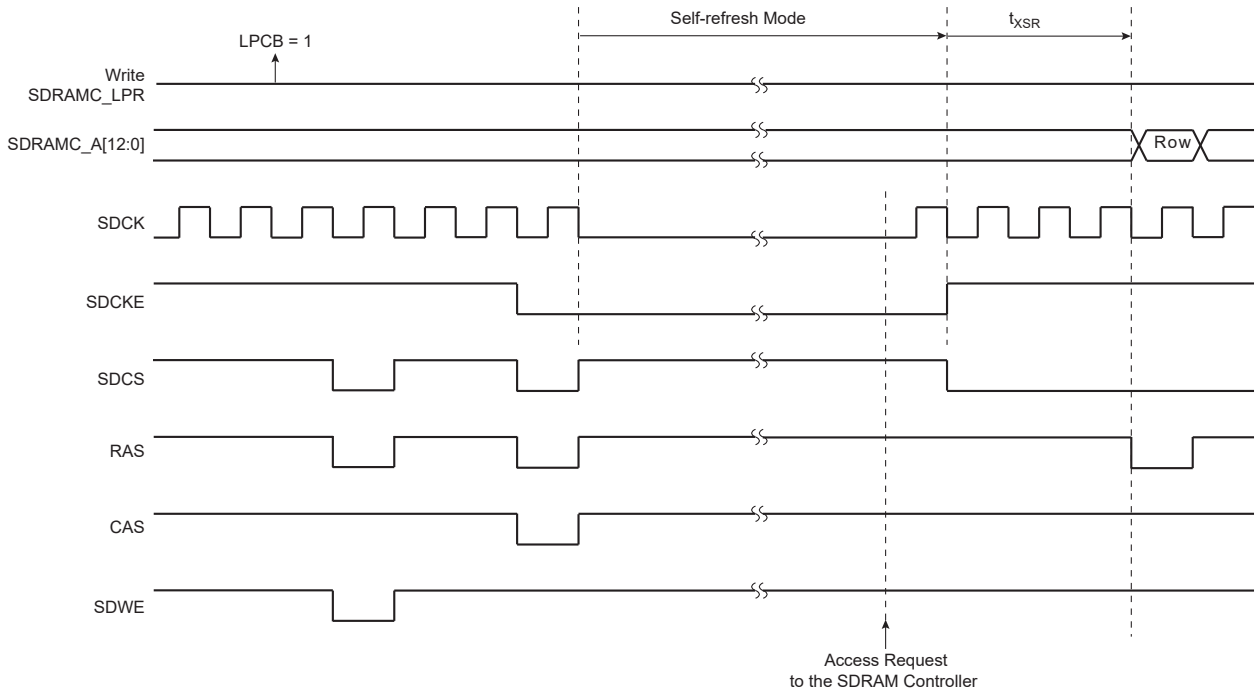 Self-refresh Mode
tXSR
LPCB = 1
Write
SDRAMC_LPR
SDRAMC_A[12:0]
Row
SDCK
SDCKE
SDCS
RAS
CAS
SDWE
Access Request
to the SDRAM Controller